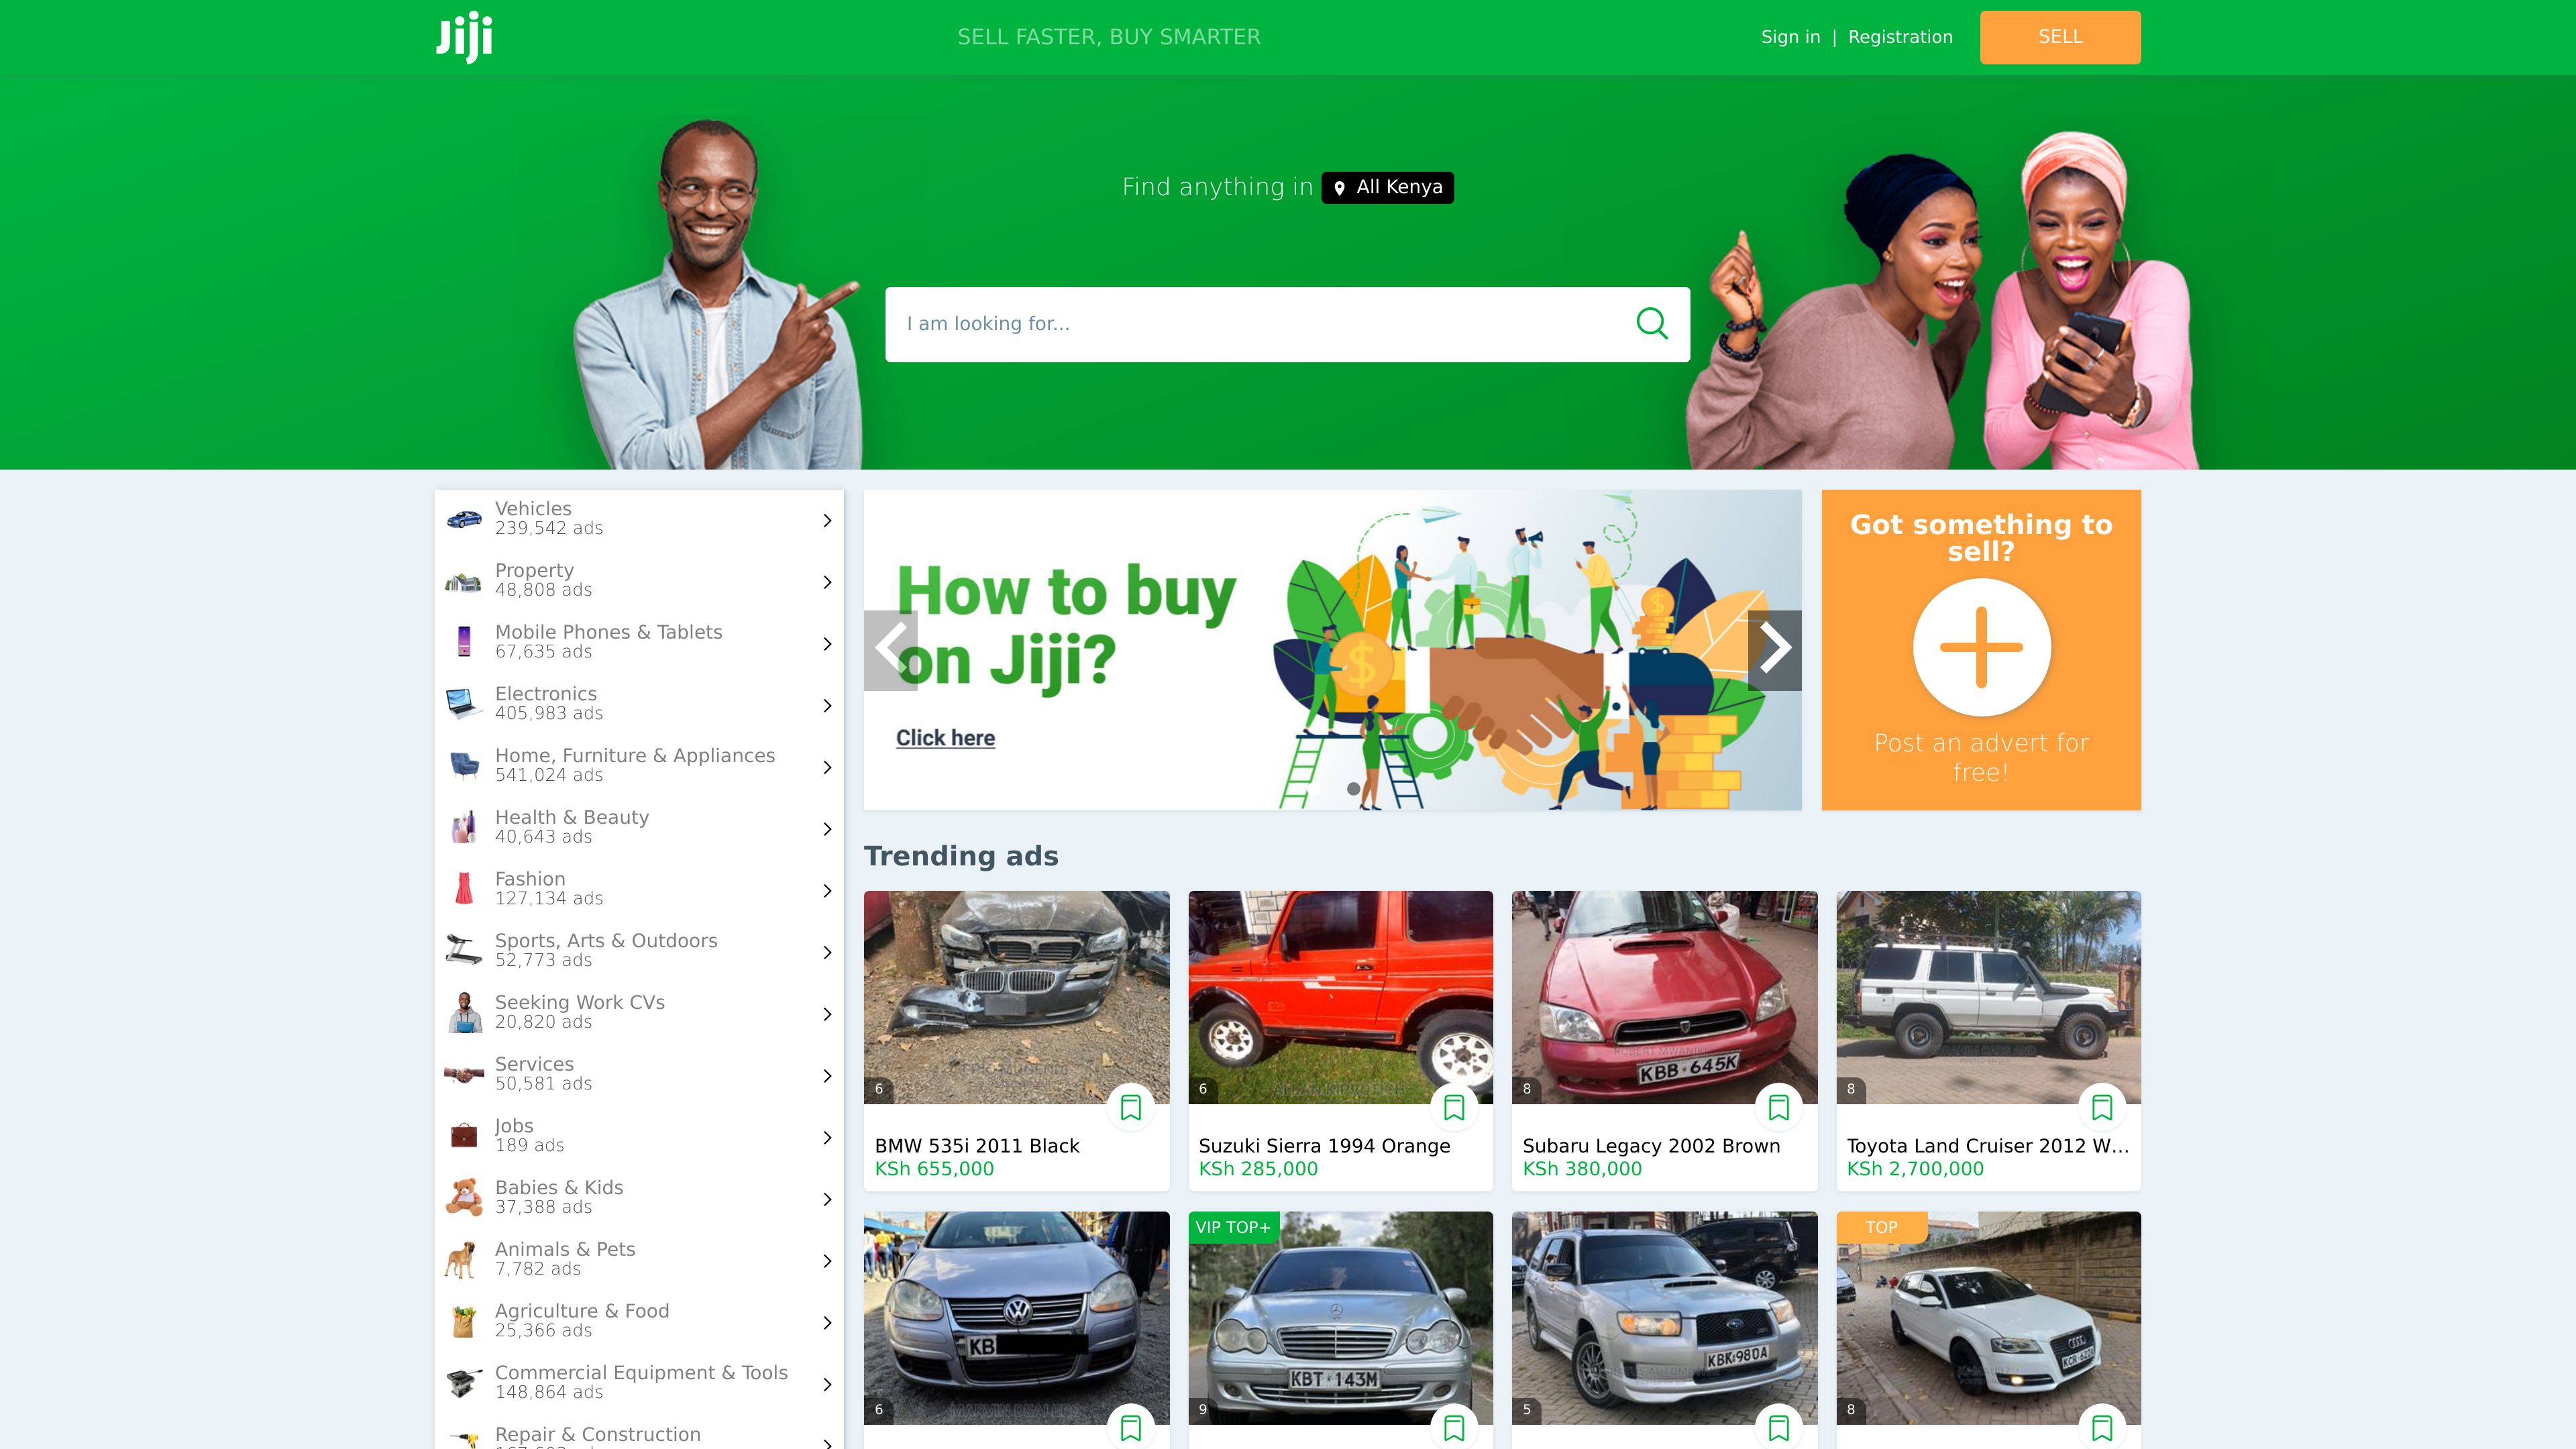 Jiji
SELL FASTER, BUY SMARTER
Sign in | Registration
SELL
Find anything in All Kenya
I am looking for...
Vehicles
239,542 ads
Property
48,808 ads
Mobile Phones & Tablets
67,635 ads
Electronics
405,983 ads
Home, Furniture & Appliances
541,024 ads
Health & Beauty
40,643 ads
Fashion
127,134 ads
Sports, Arts & Outdoors
52,773 ads
Seeking Work CVs
20,820 ads
Services
50,581 ads
Jobs
189 ads
Babies & Kids
37,388 ads
Animals & Pets
7,782 ads
Agriculture & Food
25,366 ads
Commercial Equipment & Tools
148,864 ads
Repair & Construction
How to buy
on Jiji?
Click here
Got something to
sell?
Post an advert for
free!
Trending ads
6
BMW 535i 2011 Black
KSh 655,000
6
Suzuki Sierra 1994 Orange
KSh 285,000
KBB 645K
8
Subaru Legacy 2002 Brown
KSh 380,000
8
Toyota Land Cruiser 2012 W...
KSh 2,700,000
KB
6
VIP TOP+
KBT 143M
9
KBK 980A
5
TOP
8